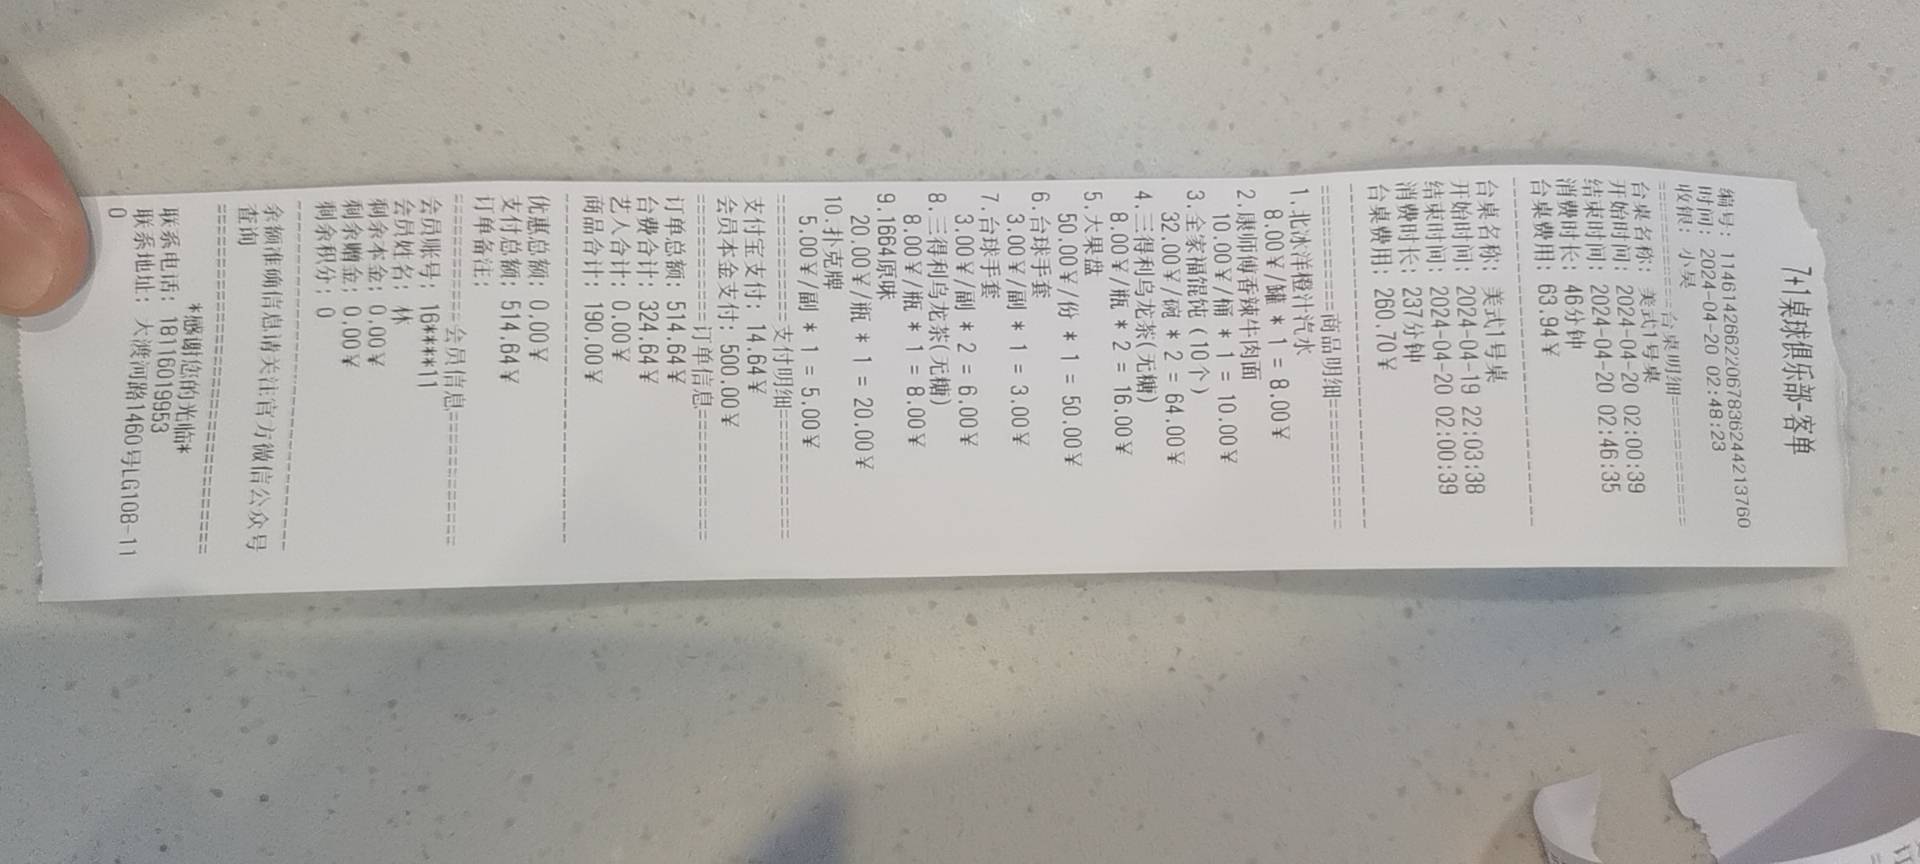 7+1桌球俱乐部-客单
编号: 1146142662206783624421376​0
时间: 2024-04-20 02:48:23
收银: 小吴
======台桌明细======
台桌名称: 美式1号桌
开始时间: 2024-04-20 02:00:39
结束时间: 2024-04-20 02:46:35
消费时长: 46分钟
台桌费用: 63.94￥
--------------------------------
台桌名称: 美式1号桌
开始时间: 2024-04-19 22:03:38
结束时间: 2024-04-20 02:00:39
消费时长: 237分钟
台桌费用: 260.70￥
--------------------------------
==========商品明细==========
1.北冰洋橙汁汽水
8.00￥/罐 * 1 = 8.00￥
2.康师傅香辣牛肉面
10.00￥/桶 * 1 = 10.00￥
3.全家福馄饨(10个)
32.00￥/碗 * 2 = 64.00￥
4.三得利乌龙茶(无糖)
8.00￥/瓶 * 2 = 16.00￥
5.大果盘
50.00￥/份 * 1 = 50.00￥
6.台球手套
3.00￥/副 * 1 = 3.00￥
7.台球手套
3.00￥/副 * 2 = 6.00￥
8.三得利乌龙茶(无糖)
8.00￥/瓶 * 1 = 8.00￥
9.1664原味
20.00￥/瓶 * 1 = 20.00￥
10.扑克牌
5.00￥/副 * 1 = 5.00￥
==========支付明细==========
支付宝支付: 14.64￥
会员本金支付: 500.00￥
==========订单信息==========
订单总额: 514.64￥
台费合计: 324.64￥
艺人合计: 0.00￥
商品合计: 190.00￥
--------------------------------
优惠总额: 0.00￥
支付总额: 514.64￥
订单备注:
==========会员信息==========
会员账号: 16****11
会员姓名: 林
剩余本金: 0.00￥
剩余赠金: 0.00￥
剩余积分: 0
--------------------------------
余额准确信息请关注官方微信公众号
查询
================================
*感谢您的光临*
联系电话: 18116019953
联系地址: 大渡河路1460号LG108-11
0